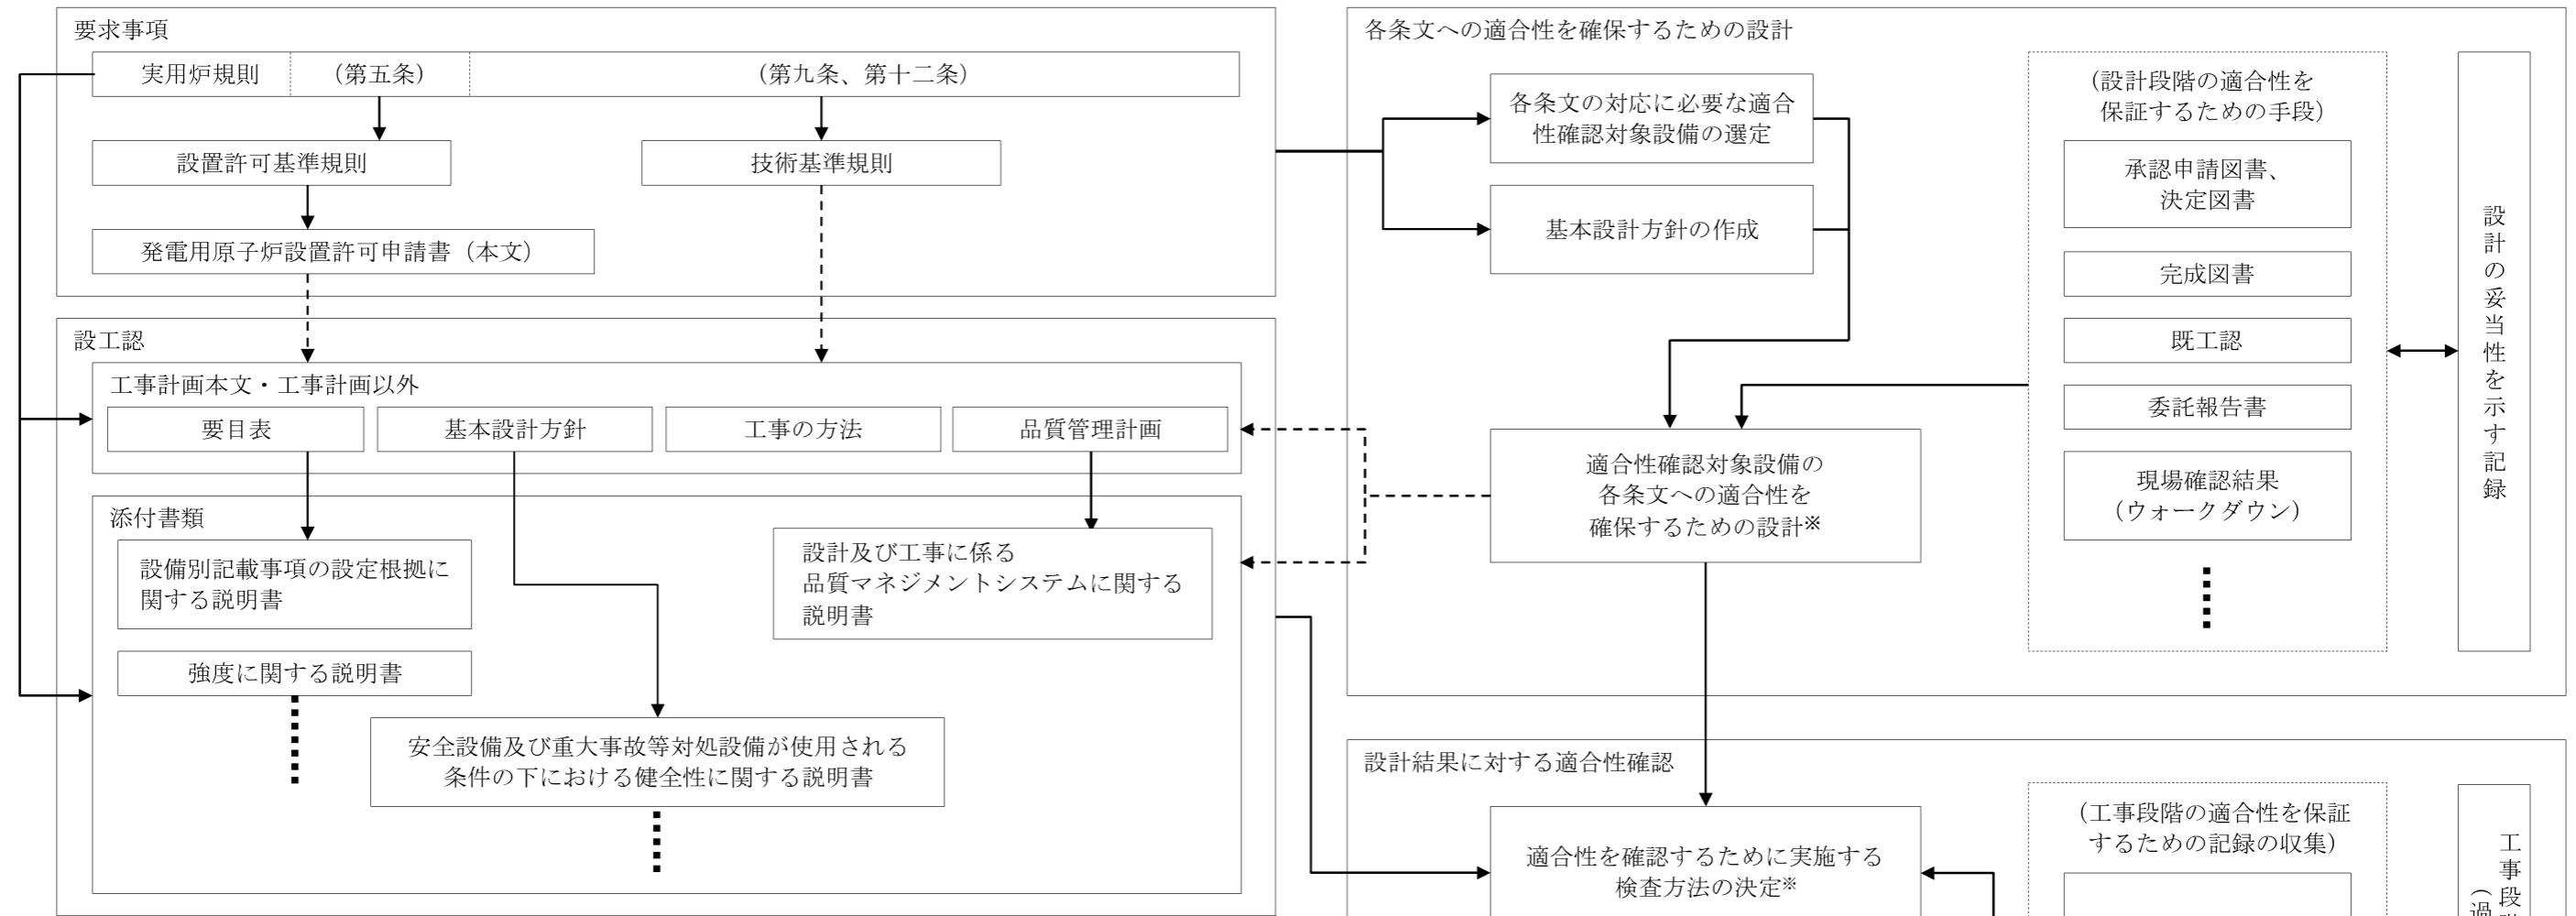 要求事項
実用炉規則
(第五条)
(第九条、第十二条)
設置許可基準規則
技術基準規則
発電用原子炉設置許可申請書（本文）
設工認
工事計画本文・工事計画以外
要目表
基本設計方針
工事の方法
品質管理計画
添付書類
設備別記載事項の設定根拠に
関する説明書
設計及び工事に係る
品質マネジメントシステムに関する
説明書
強度に関する説明書
安全設備及び重大事故等対処設備が使用される
条件の下における健全性に関する説明書
各条文への適合性を確保するための設計
各条文の対応に必要な適合
性確認対象設備の選定
基本設計方針の作成
適合性確認対象設備の
各条文への適合性を
確保するための設計※
(設計段階の適合性を
保証するための手段)
承認申請図書、
決定図書
完成図書
既工認
委託報告書
現場確認結果
(ウォークダウン)
設計の妥当性を示す記録
設計結果に対する適合性確認
適合性を確認するために実施する
検査方法の決定※
(工事段階の適合性を保証
するための記録の収集)
工事段
(過